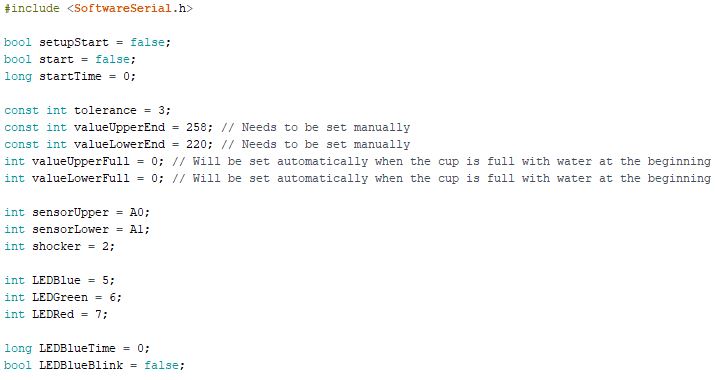 #include <SoftwareSerial.h>
bool setupStart = false;
bool start = false;
long startTime = 0;
const int tolerance = 3;
const int valueUpperEnd = 258; // Needs to be set manually
const int valueLowerEnd = 220; // Needs to be set manually
int valueUpperFull = 0; // Will be set automatically when the cup is full with water at the beginning
int valueLowerFull = 0; // Will be set automatically when the cup is full with water at the beginning
int sensorUpper = A0;
int sensorLower = A1;
int shocker = 2;
int LEDBlue = 5;
int LEDGreen = 6;
int LEDRed = 7;
long LEDBlueTime = 0;
bool LEDBlueBlink = false;